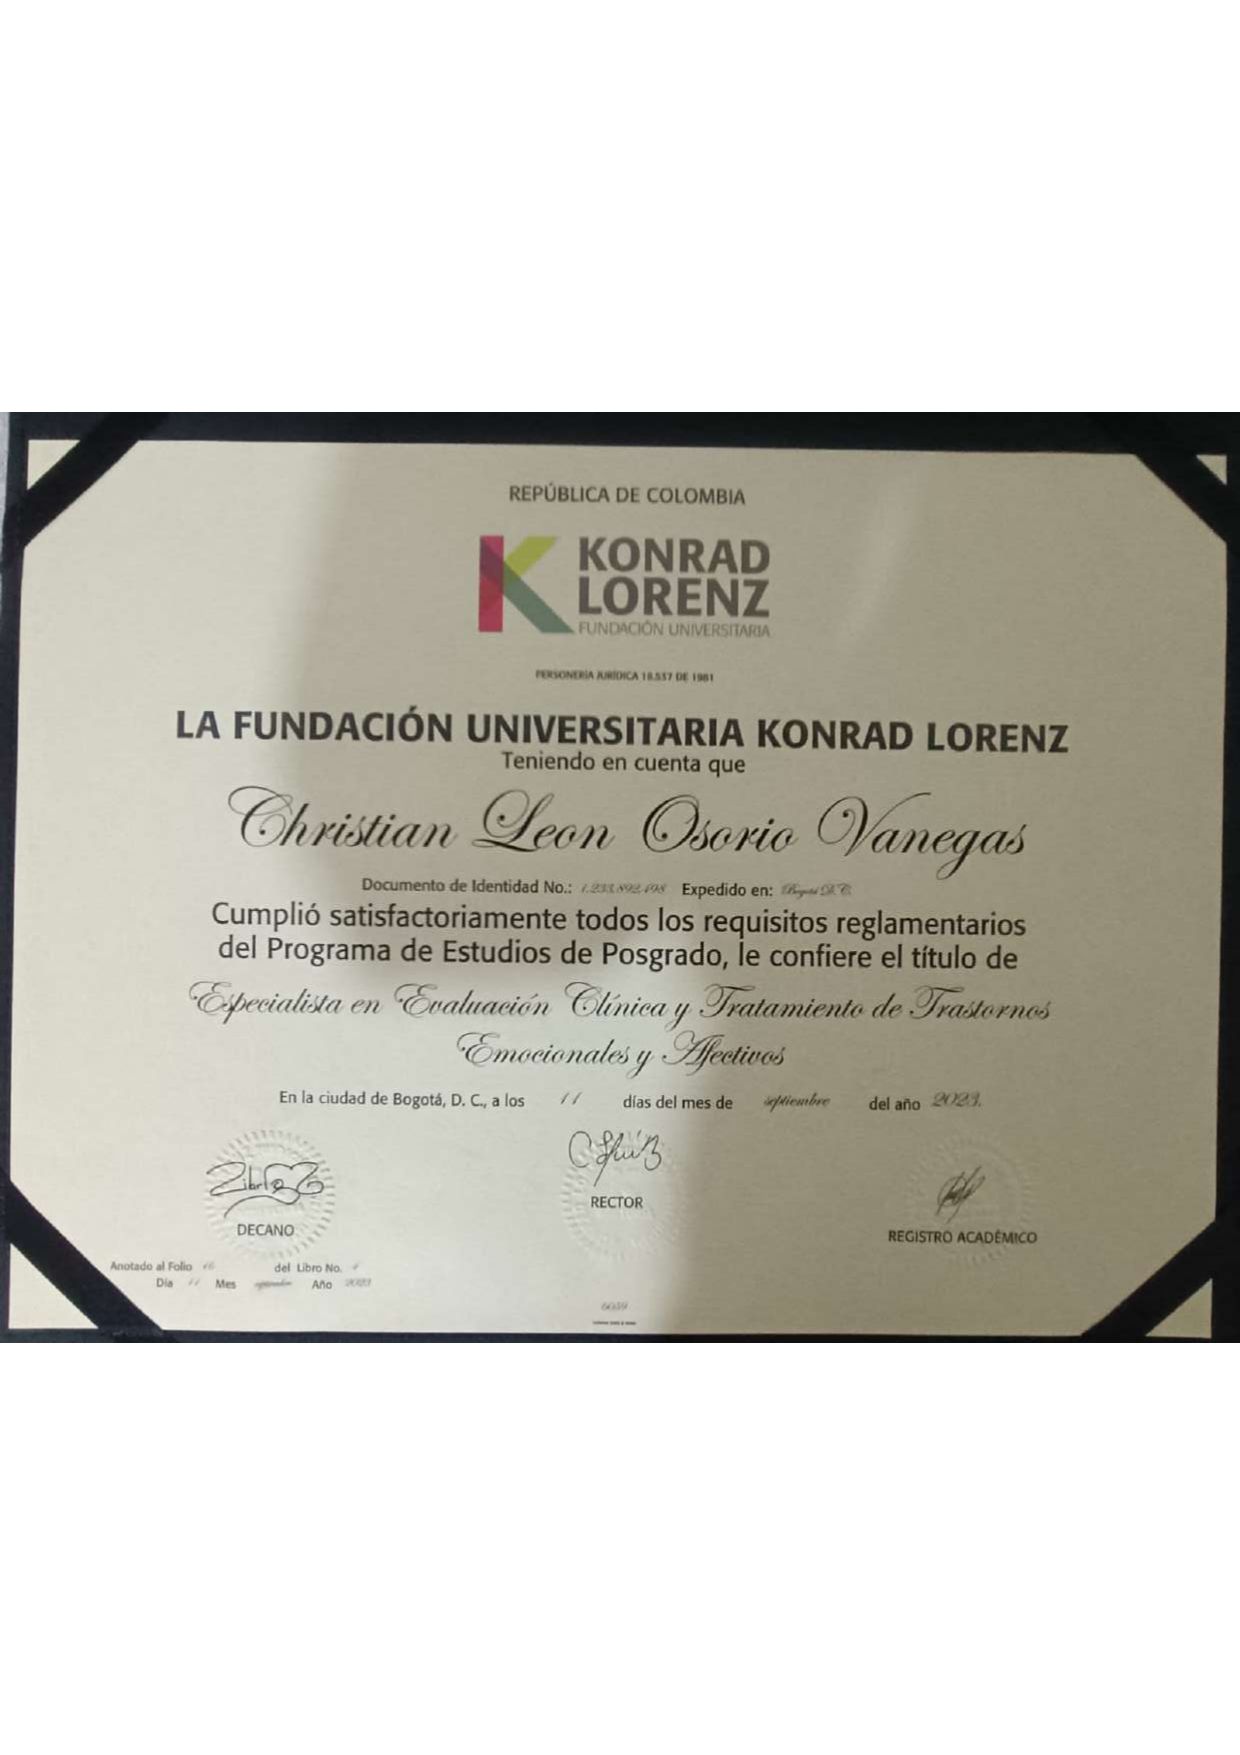 REPÚBLICA DE COLOMBIA
KONRAD
LORENZ
FUNDACIÓN UNIVERSITARIA
PERSONERÍA JURÍDICA 18.537 DE 1981
LA FUNDACIÓN UNIVERSITARIA KONRAD LORENZ
Teniendo en cuenta que
Christian Leon Osorio Vanegas
Documento de Identidad No.: Expedido en: Bogotá D.C.
Cumplió satisfactoriamente todos los requisitos reglamentarios
del Programa de Estudios de Posgrado, le confiere el título de
Especialista en Evaluación Clínica y Tratamiento de Trastornos
Emocionales y Afectivos
En la ciudad de Bogotá, D. C., a los 11 días del mes de septiembre del año 2023.
DECANO
RECTOR
REGISTRO ACADÉMICO
Anotado al Folio del Libro No.
Día 11 Mes septiembre Año 2023